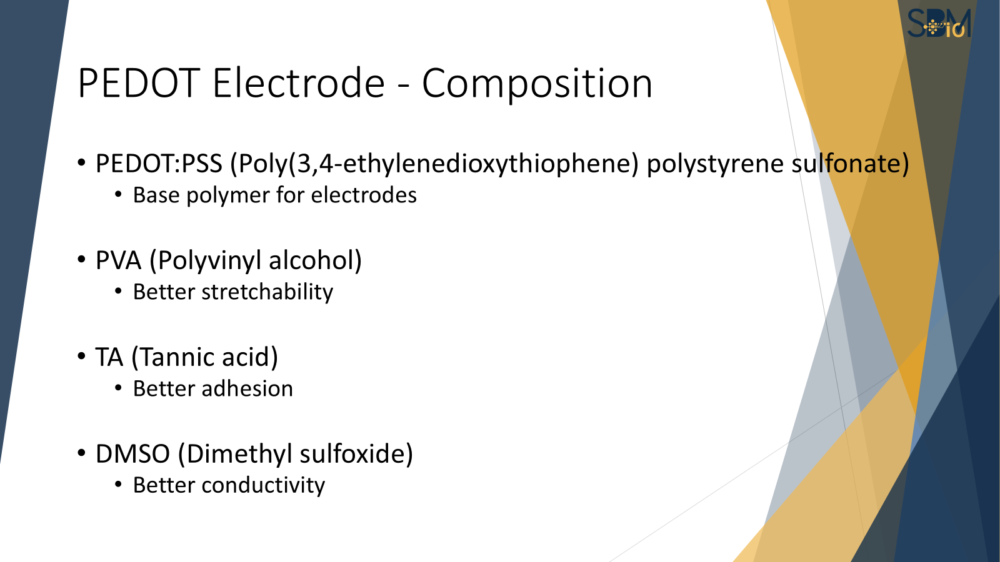 SBMiO
PEDOT Electrode - Composition
• PEDOT:PSS (Poly(3,4-ethylenedioxythiophene) polystyrene sulfonate)
• Base polymer for electrodes
• PVA (Polyvinyl alcohol)
• Better stretchability
• TA (Tannic acid)
• Better adhesion
• DMSO (Dimethyl sulfoxide)
• Better conductivity